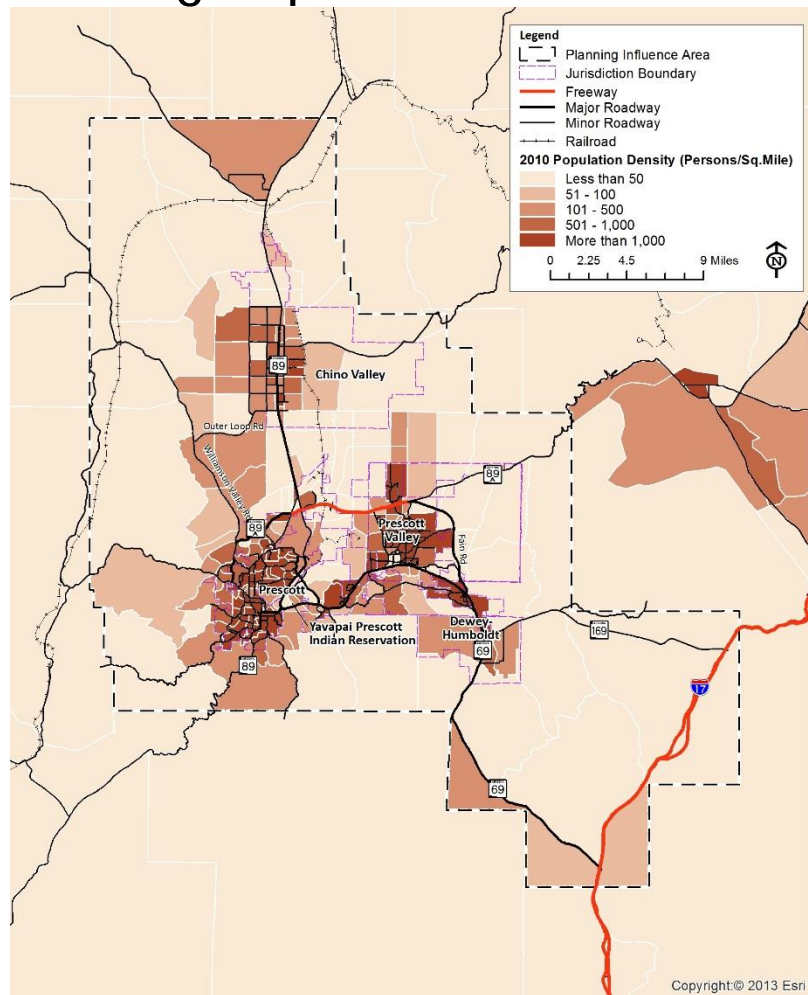 Legend
Planning Influence Area
Jurisdiction Boundary
Freeway
Major Roadway
Minor Roadway
Railroad
2010 Population Density (Persons/Sq.Mile)
Less than 50
51 - 100
101 - 500
501 - 1,000
More than 1,000
0 2.25 4.5 9 Miles
N
89
Chino Valley
Outer Loop Rd
Williamson Valley Rd
89
A
89
A
Prescott
Valley
Fain Rd
Prescott
Yavapai Prescott
Indian Reservation
Dewey-
Humboldt
69
169
89
17
69
Copyright:© 2013 Esri